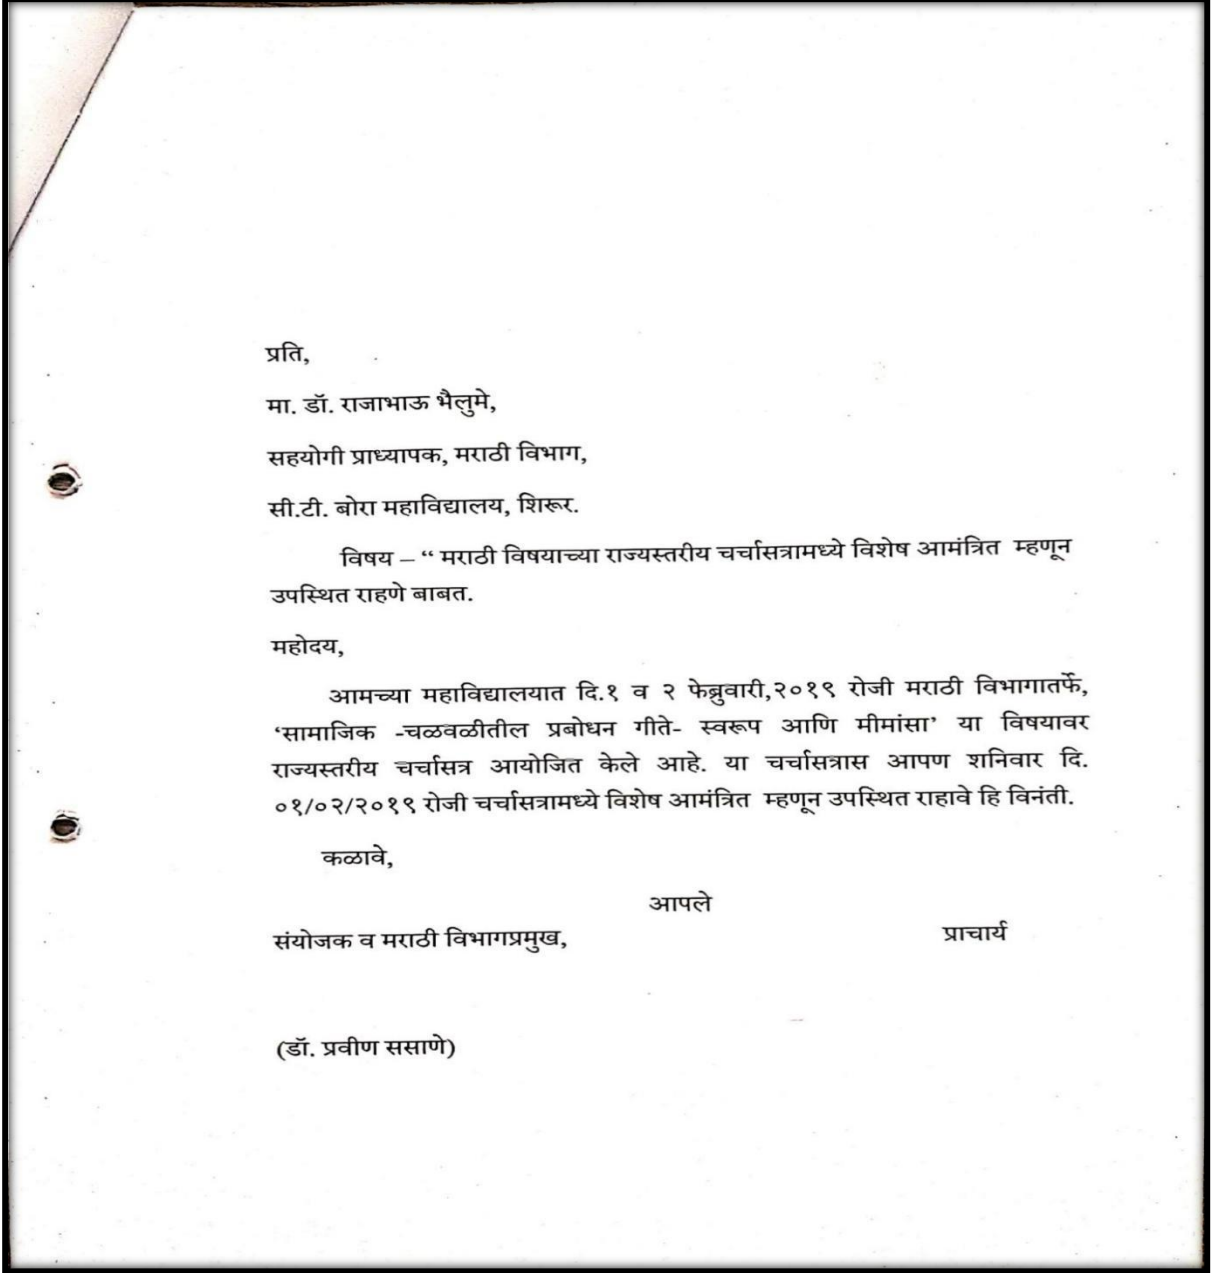 प्रति,
मा. डॉ. राजाभाऊ भैलुमे,
सहयोगी प्राध्यापक, मराठी विभाग,
सी.टी. बोरा महाविद्यालय, शिरूर.
विषय – “ मराठी विषयाच्या राज्यस्तरीय चर्चासत्रामध्ये विशेष आमंत्रित म्हणून
उपस्थित राहणे बाबत.
महोदय,
आमच्या महाविद्यालयात दि.१ व २ फेब्रुवारी,२०१९ रोजी मराठी विभागातर्फे,
‘सामाजिक -चळवळीतील प्रबोधन गीते- स्वरूप आणि मीमांसा’ या विषयावर
राज्यस्तरीय चर्चासत्र आयोजित केले आहे. या चर्चासत्रास आपण शनिवार दि.
०१/०२/२०१९ रोजी चर्चासत्रामध्ये विशेष आमंत्रित म्हणून उपस्थित राहावे हि विनंती.
कळावे,
आपले
संयोजक व मराठी विभागप्रमुख, प्राचार्य
(डॉ. प्रवीण ससाणे)